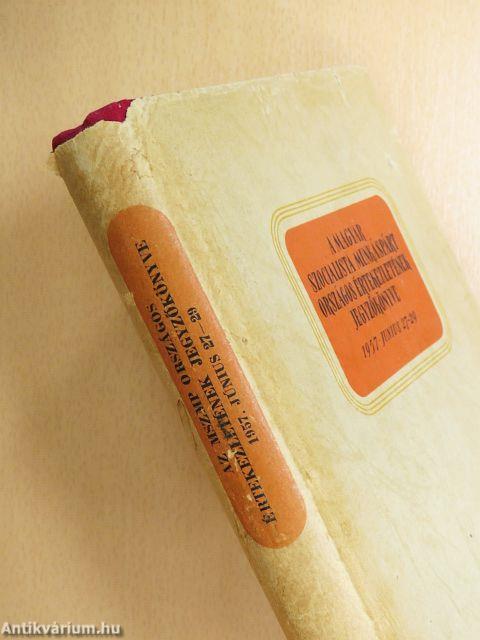 A MAGYAR
SZOCIALISTA MUNKÁSPÁRT
ORSZÁGOS ÉRTEKEZLETÉNEK
JEGYZŐKÖNYVE
1957. JÚNIUS 27-29
AZ MSZMP ORSZÁGOS
ÉRTEKEZLETÉNEK JEGYZŐKÖNYVE
1957. JÚNIUS 27—29
Antikvárium.hu